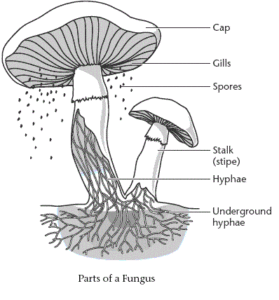 Cap
Gills
Spores
Stalk
(stipe)
Hyphae
Underground
hyphae
Parts of a Fungus